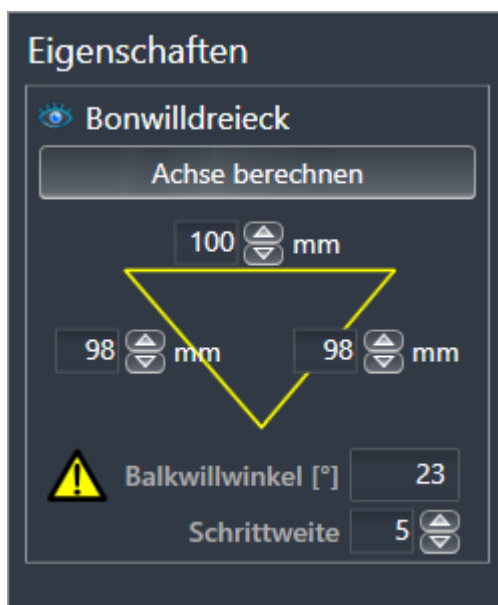 Eigenschaften
Bonwilldreieck
Achse berechnen
100 mm
98 mm 98 mm
Balkwillwinkel [°] 23
Schrittweite 5